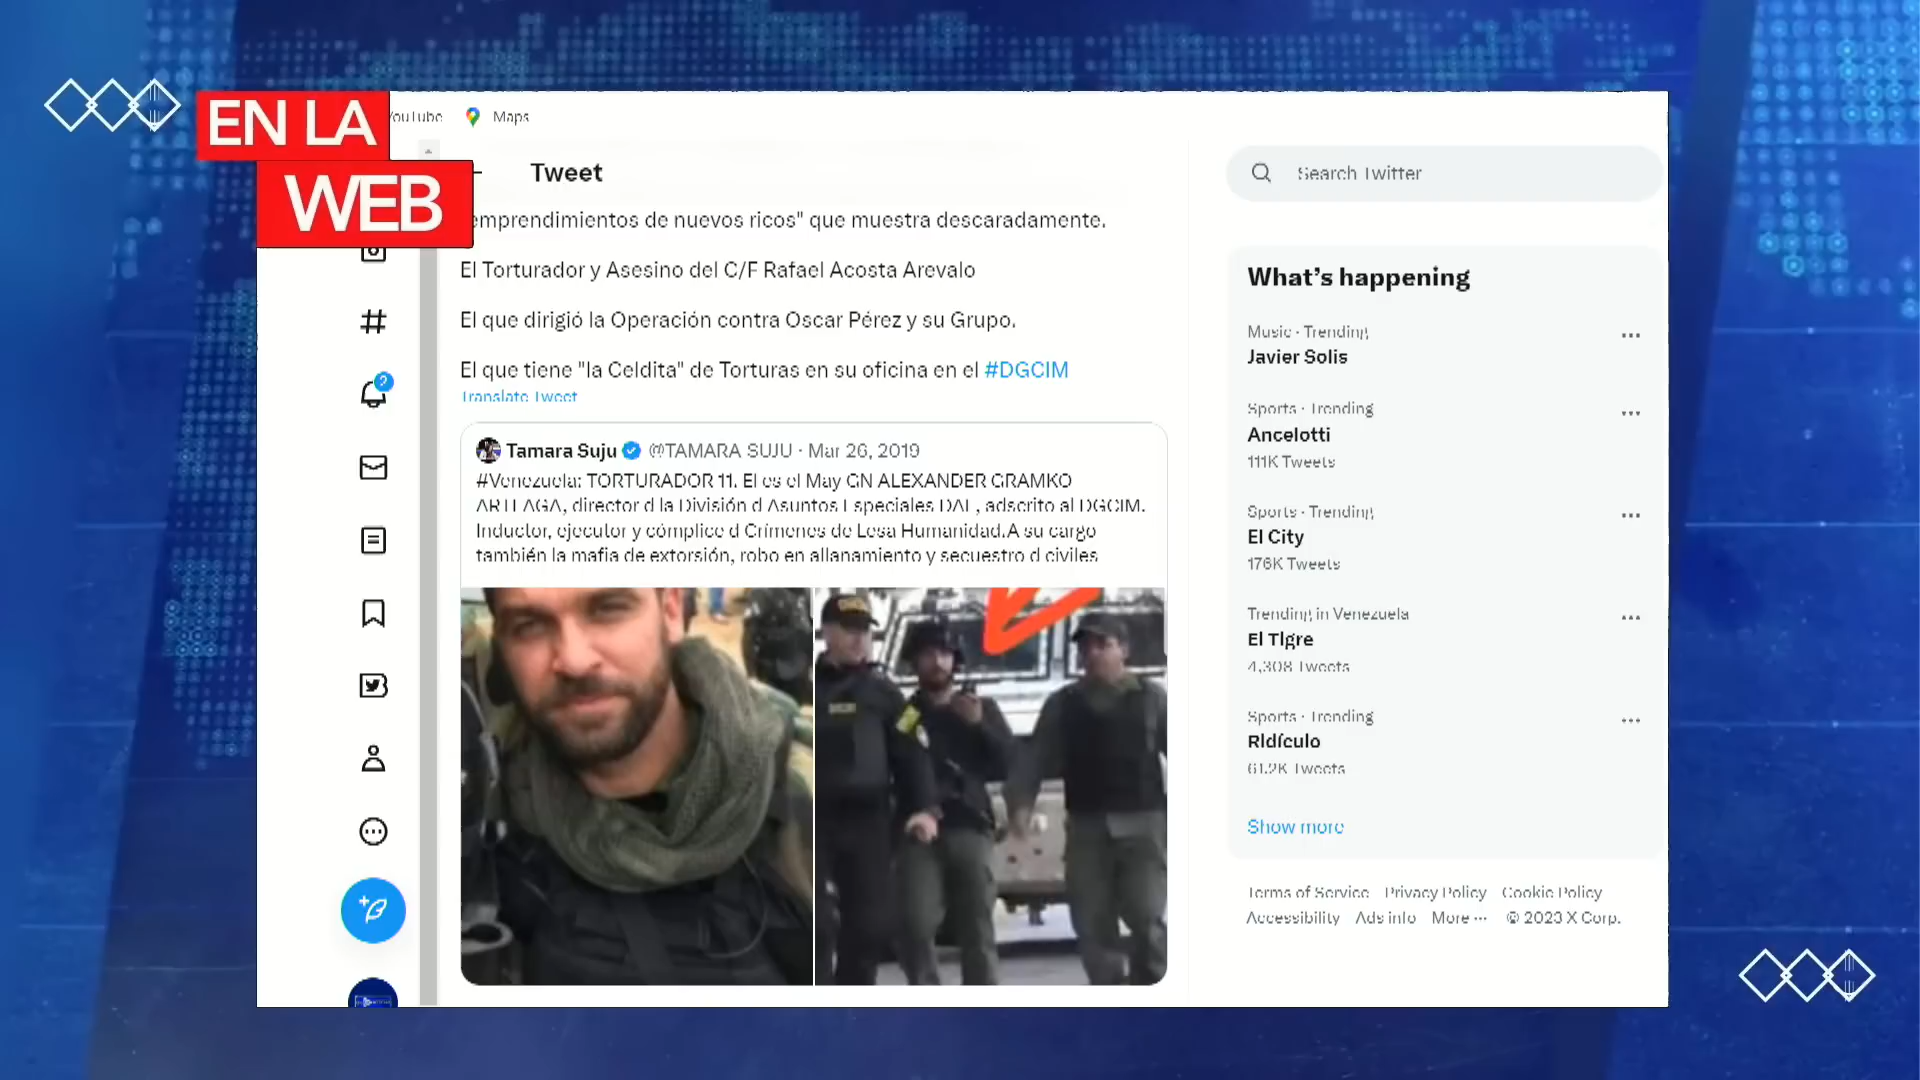 EN LA
WEB
YouTube
Maps
Tweet
Search Twitter
emprendimientos de nuevos ricos" que muestra descaradamente.
El Torturador y Asesino del C/F Rafael Acosta Arevalo
El que dirigió la Operación contra Oscar Pérez y su Grupo.
El que tiene "la Celdita" de Torturas en su oficina en el #DGCIM
Translate Tweet
2
Tamara Suju @TAMARA SUJU · Mar 26, 2019
#Venezuela: TORTURADOR 11. El es el May GN ALEXANDER GRAMKO
ARTEAGA, director d la División d Asuntos Especiales DAE, adscrito al DGCIM.
Inductor, ejecutor y cómplice d Crímenes de Lesa Humanidad.A su cargo
también la mafia de extorsión, robo en allanamiento y secuestro d civiles
What's happening
Music · Trending
Javier Solis
Sports · Trending
Ancelotti
111K Tweets
Sports · Trending
El City
176K Tweets
Trending in Venezuela
El Tigre
4,308 Tweets
Sports · Trending
Ridículo
61.2K Tweets
Show more
Terms of Service Privacy Policy Cookie Policy
Accessibility Ads info More ··· © 2023 X Corp.